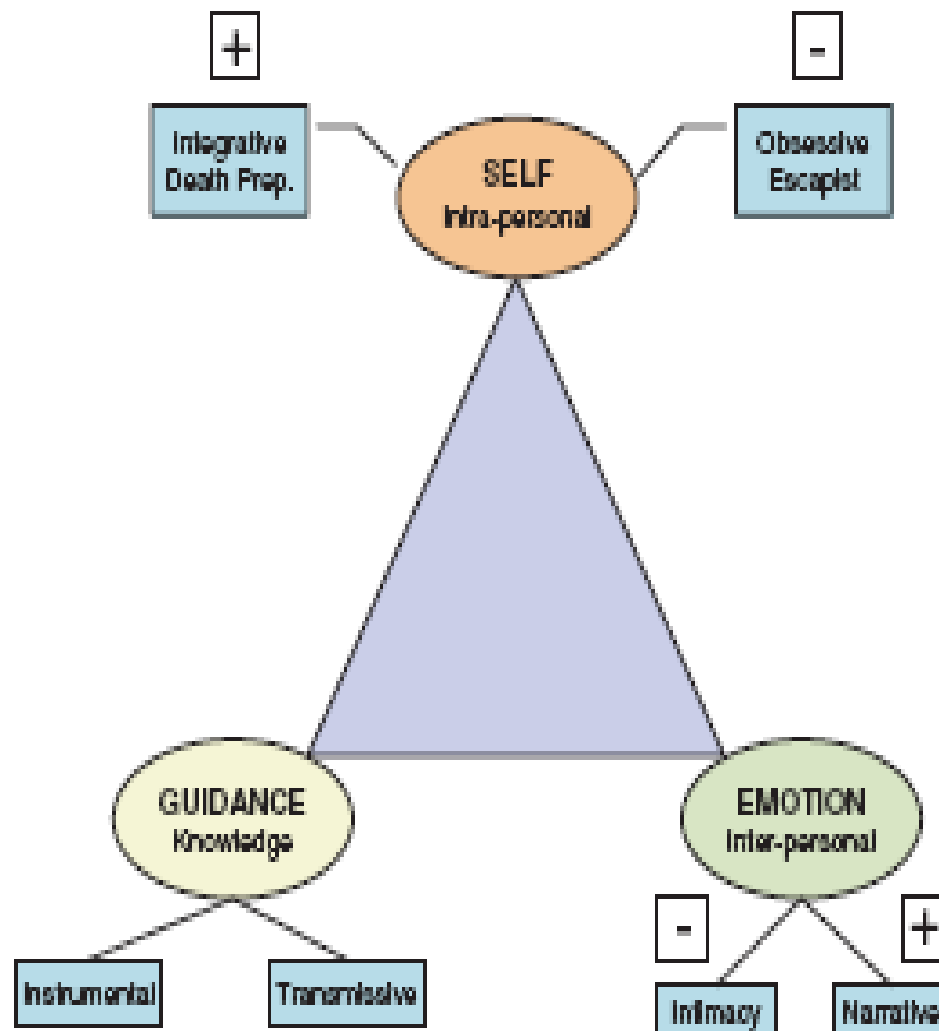 +
-
Integrative
Death Prep.
SELF
Intra-personal
Obsessive
Escapist
GUIDANCE
Knowledge
EMOTION
Inter-personal
-
+
Instrumental
Transmissive
Intimacy
Narrative